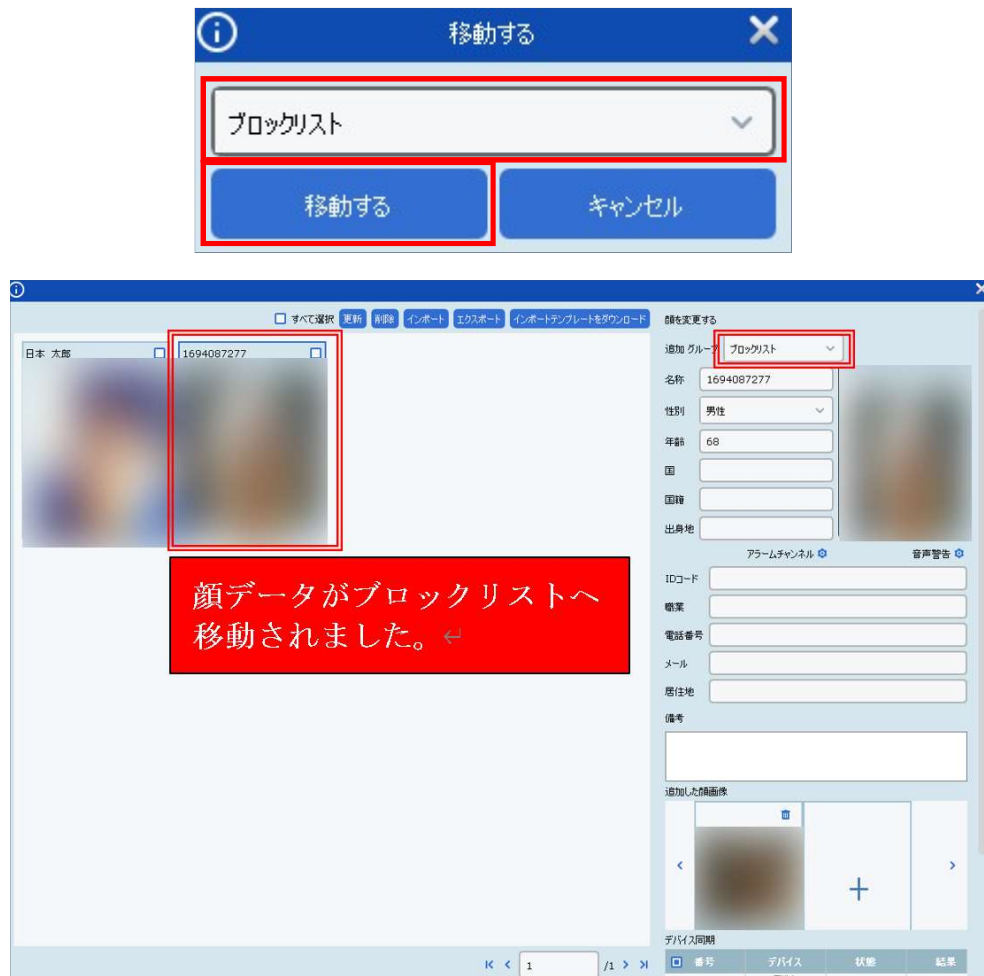 移動する
ブロックリスト
移動する キャンセル
すべて選択 更新 削除 インポート エクスポート インポートテンプレートをダウンロード
日本 太郎 1694087277
顔データがブロックリストへ
移動されました。↵
1 /1
顔を変更する
追加 グループ ブロックリスト
名称 1694087277
性別 男性
年齢 68
国
国籍
出身地
アラームチャンネル 音声警告
IDコード
職業
電話番号
メール
居住地
備考
追加した顔画像
デバイス同期
番号 デバイス 状態 結果